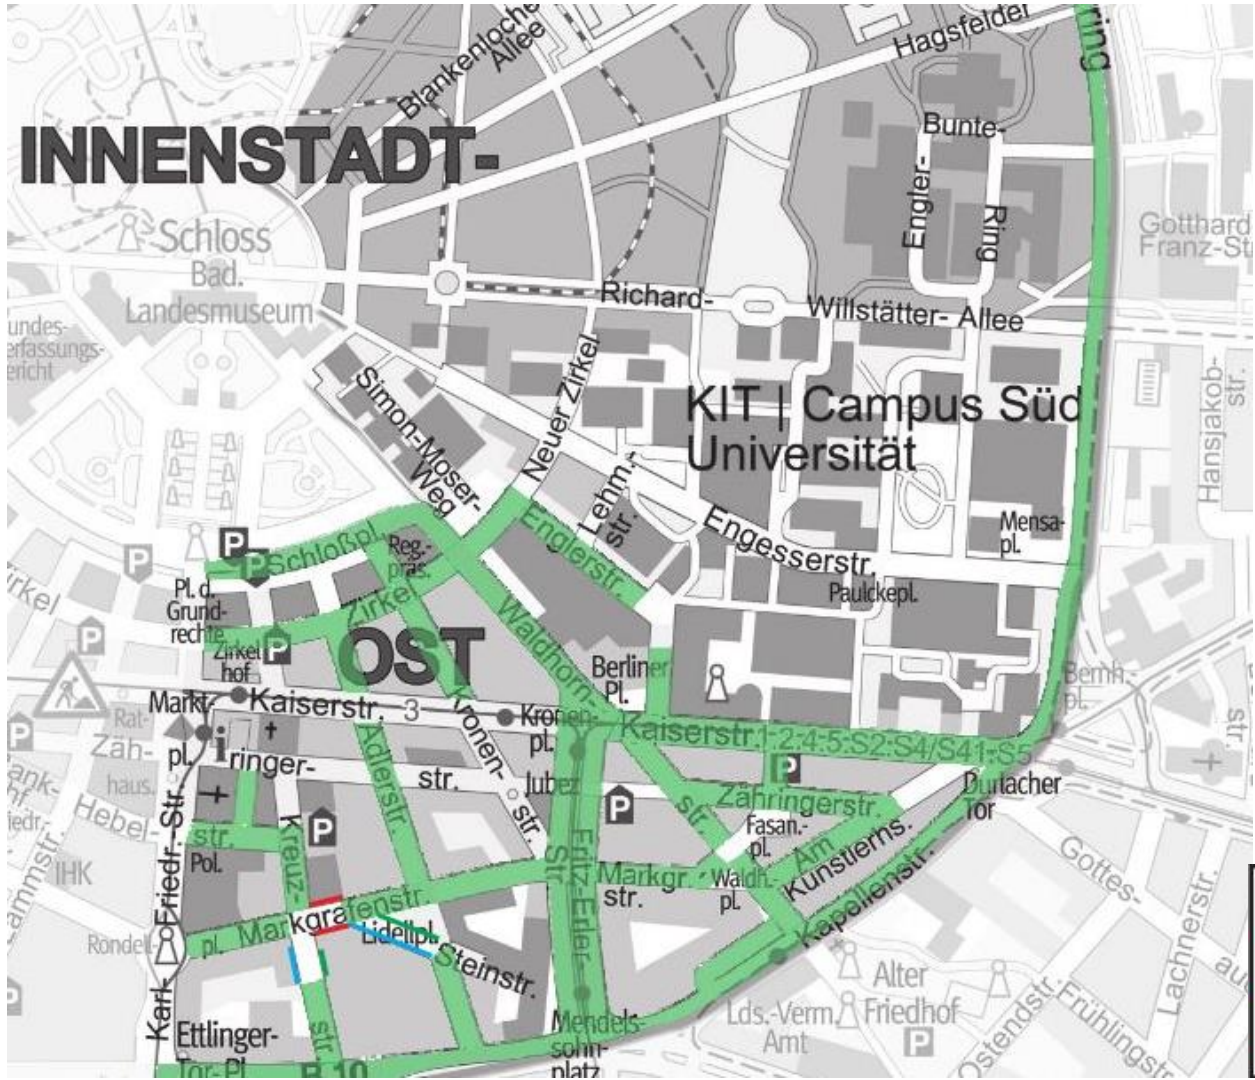 ring
Hagsfelder
Blankenloche
Allee
INNENSTADT-
Bunte-
Engler-
Ring
Schloss
Bad.
Landesmuseum
Gotthard
Franz-St
Richard-
Willstätter- Allee
undes-
erfassungs-
ericht
Hansjakob-
str.
KIT | Campus Süd
Universität
Simon-Moser-
Weg
Neuer Zirkel
Lehm.-
str.
Englerstr.
Engesserstr.
Mensa-
pl.
Paulckepl.
P
P
P
Schloßpl.
Reg.-
präs.
Pl. d.
Grund-
rechte
irkel
Zirkel
P
Zirkel
hof
P
OST
Waldhorn-
str.
Berliner
Pl.
Bernh.-
pl.
Markt-
pl.
Kaiserstr. 3
Kronen-
str.
Kronen-
pl.
Kaiserstr.1·2·4·5·S2·S4/S41·S5
Durlacher
Tor
P
Rat-
haus.
Zäh-
i
ringer-
str.
Adlerstr.
Jubez
P
P
Zähringerstr.
Fasan.-
pl.
Am
Künstlerns.
Kapellenstr.
Hebel-
str.
Pol.
P
Kreuz-
str.
IHK
ammstr.
Karl-Friedr.-Str.
Rondell-
pl.
Markgrafenstr.
Lidellpl.
Steinstr.
Str.
Fritz-Erler-
Markgr.
str.
Waldh.-
pl.
Gottes-
Lachnerstr.
P
Ettlinger-
Tor-Pl.
B 10
Mendels-
sohn-
platz
Lds.-Verm.
Amt
Alter
Friedhof
P
Ostendstr.
Frühlingstr